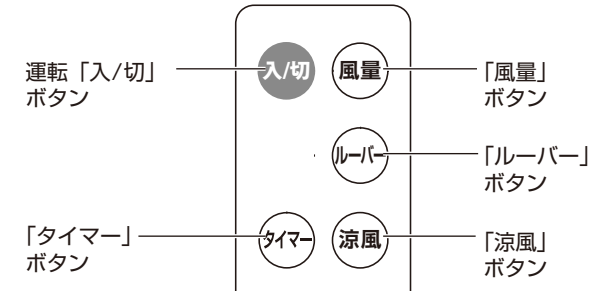 運転「入/切」
ボタン
入/切
風量
「風量」
ボタン
ルーバー
「ルーバー」
ボタン
「タイマー」
ボタン
タイマー
涼風
「涼風」
ボタン